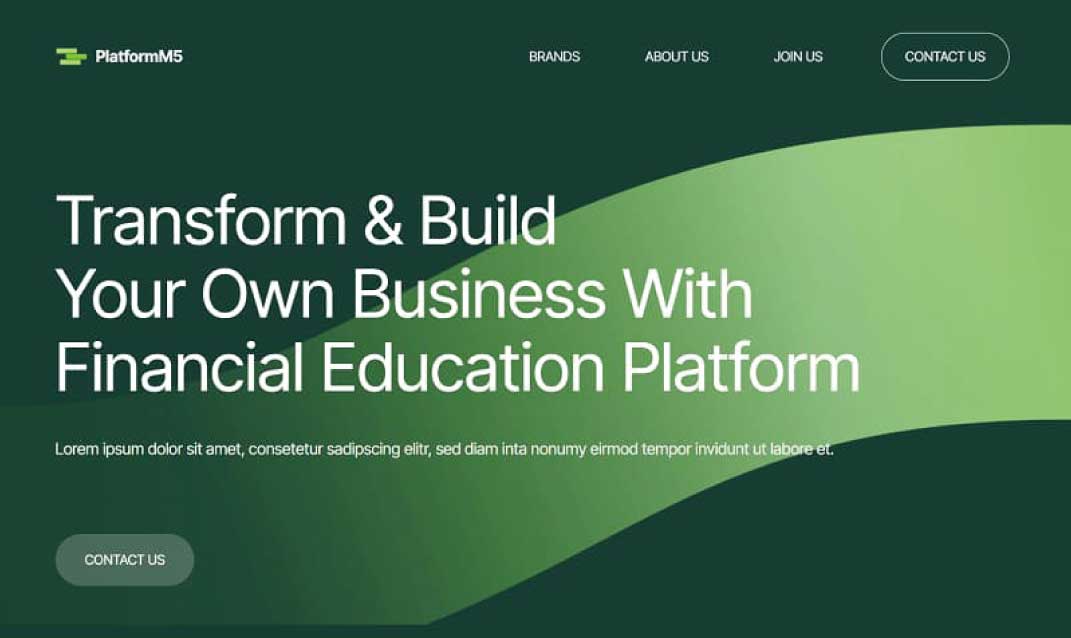 PlatformM5
BRANDS
ABOUT US
JOIN US
CONTACT US
Transform & Build
Your Own Business With
Financial Education Platform
Lorem ipsum dolor sit amet, consetetur sadipscing elitr, sed diam inta nonumy eirmod tempor invidunt ut labore et.
CONTACT US